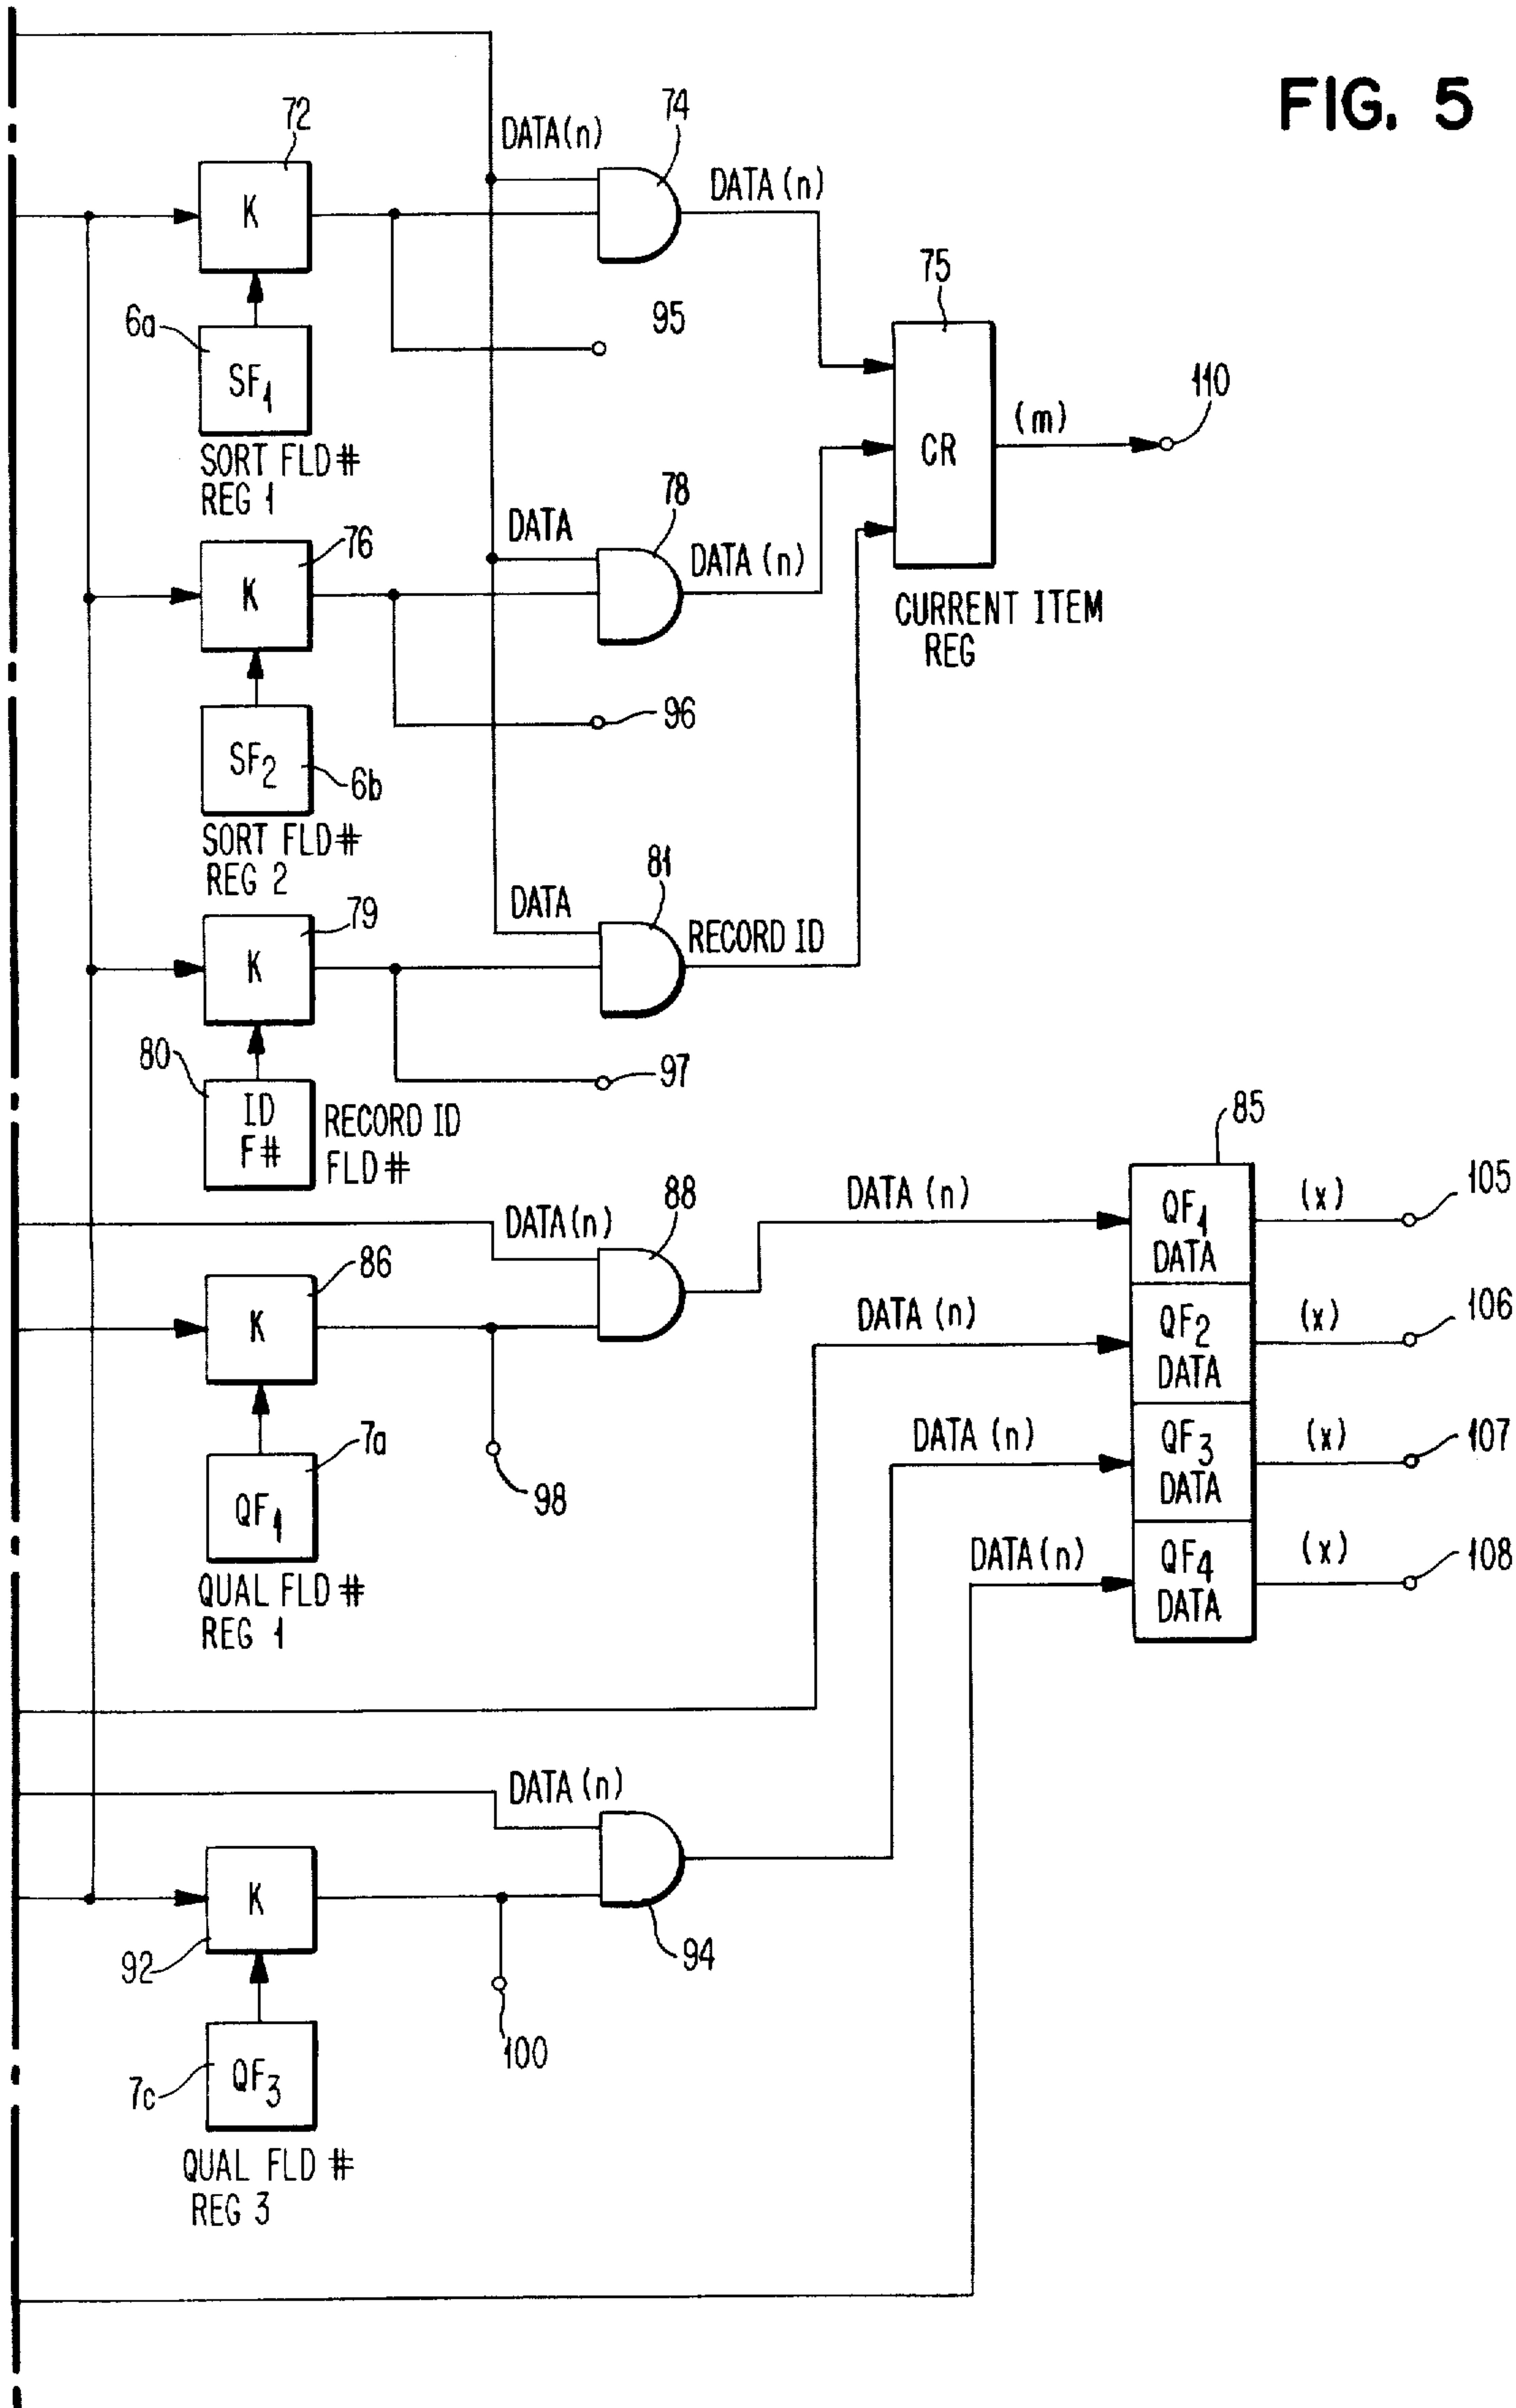 FIG. 5
72
74
DATA(n)
DATA (n)
K
75
6a
95
SF1
110
(m)
CR
SORT FLD #
REG 1
78
76
DATA
DATA (n)
K
CURRENT ITEM
REG
96
SF2
6b
SORT FLD #
REG 2
81
79
DATA
RECORD ID
K
80
97
ID
F#
RECORD ID
FLD #
85
88
105
DATA (n)
(x)
QF1
DATA
DATA(n)
86
106
DATA (n)
(x)
K
QF2
DATA
7a
107
DATA (n)
(x)
QF3
DATA
98
QF1
108
DATA(n)
(x)
QF4
DATA
QUAL FLD #
REG 1
DATA (n)
K
94
92
100
7c
QF3
QUAL FLD #
REG 3